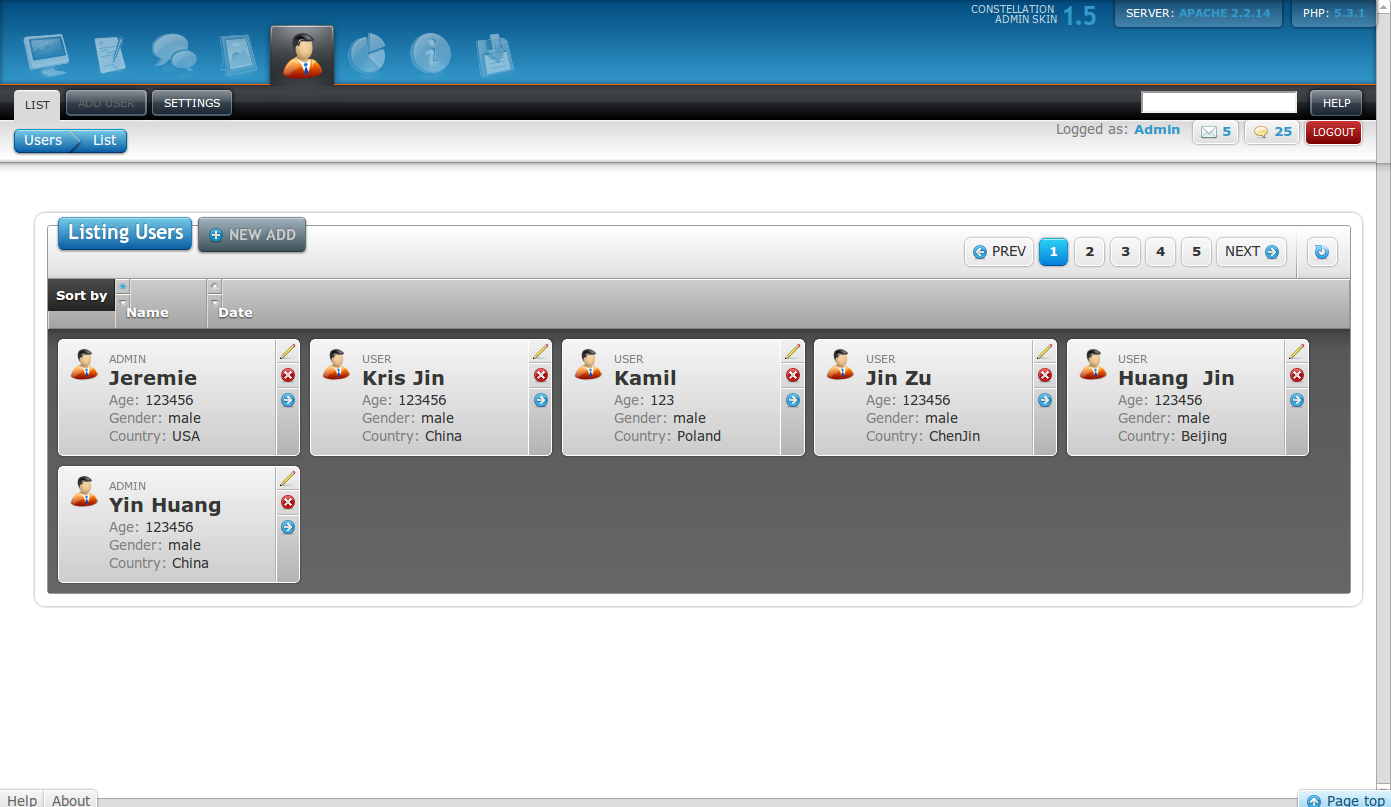 CONSTELLATION
ADMIN SKIN 1.5
SERVER: APACHE 2.2.14
PHP: 5.3.1
LIST
ADD USER
SETTINGS
HELP
Users
List
Logged as: Admin
5
25
LOGOUT
Listing Users
NEW ADD
PREV
1
2
3
4
5
NEXT
Sort by
Name
Date
ADMIN
Jeremie
Age: 123456
Gender: male
Country: USA
USER
Kris Jin
Age: 123456
Gender: male
Country: China
USER
Kamil
Age: 123
Gender: male
Country: Poland
USER
Jin Zu
Age: 123456
Gender: male
Country: ChenJin
USER
Huang  Jin
Age: 123456
Gender: male
Country: Beijing
ADMIN
Yin Huang
Age: 123456
Gender: male
Country: China
Help
About
Page top